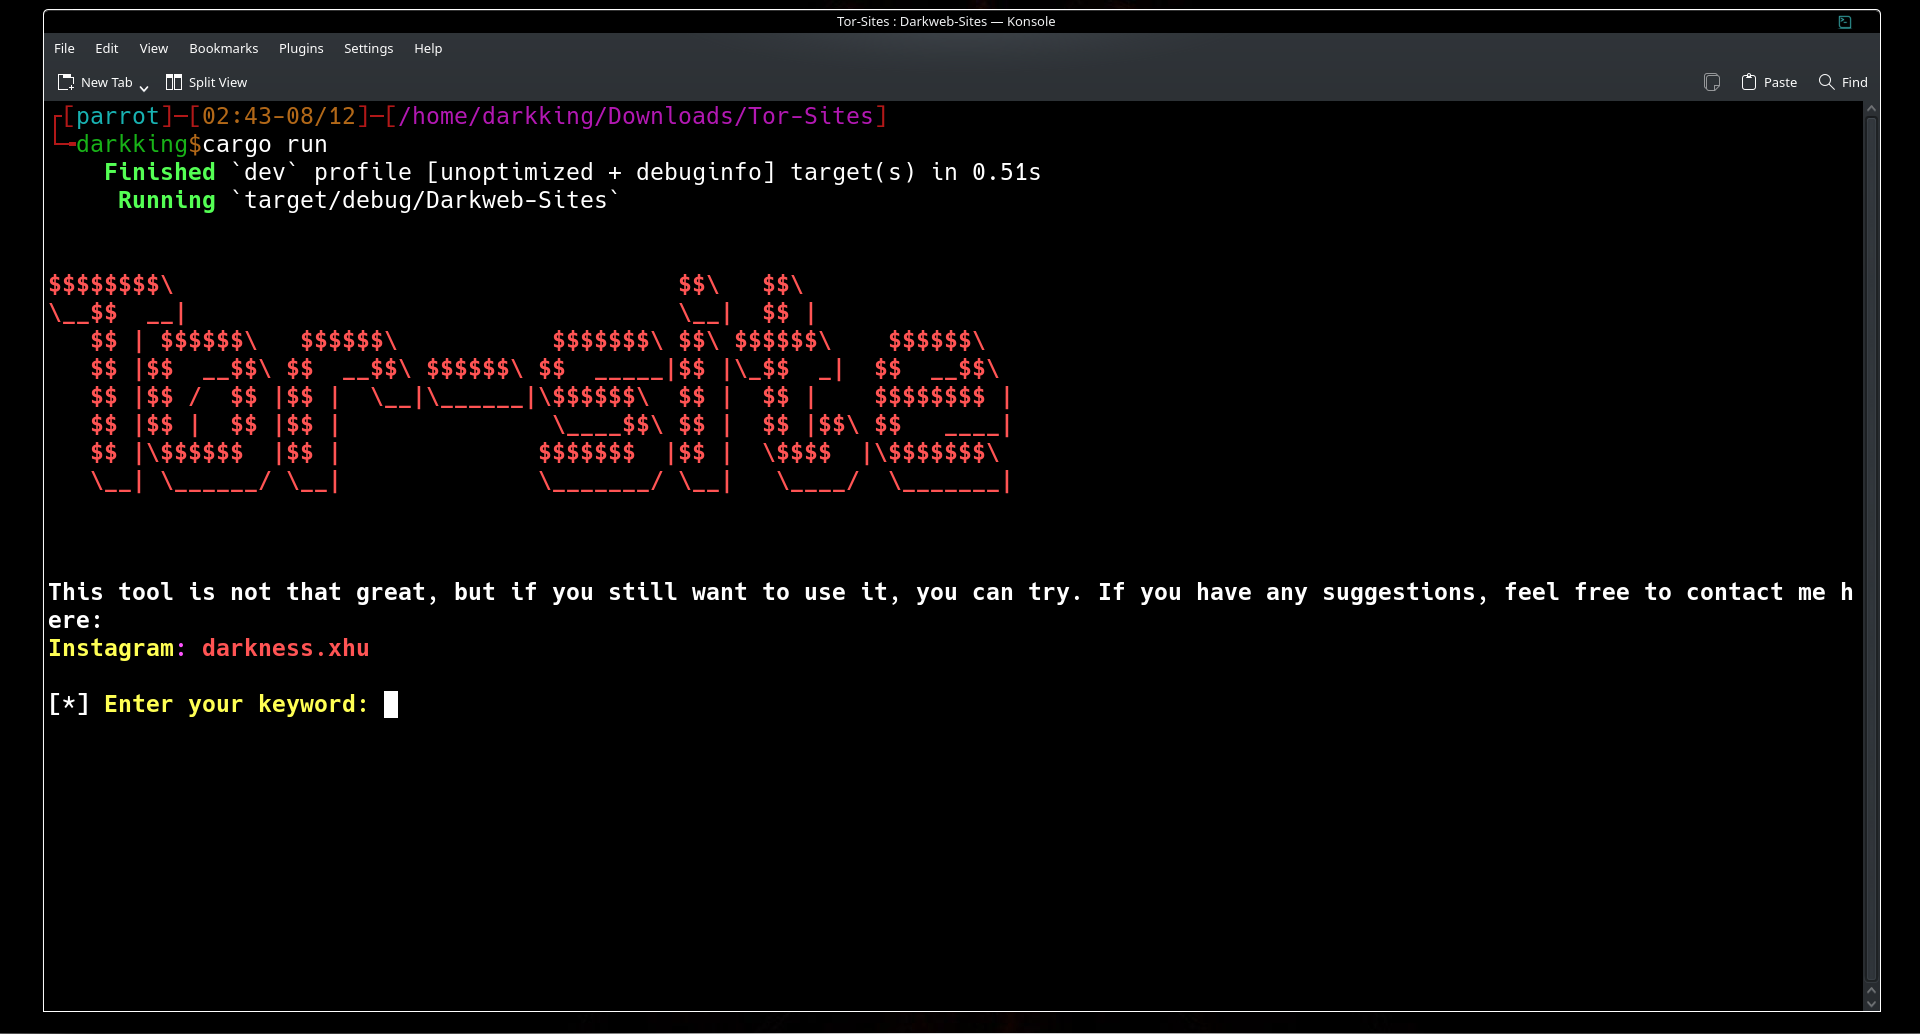 Tor-Sites : Darkweb-Sites — Konsole
File Edit View Bookmarks Plugins Settings Help
New Tab Split View Paste Find
┌[parrot]─[02:43-08/12]─[/home/darkking/Downloads/Tor-Sites]
└╼darkking$cargo run
    Finished `dev` profile [unoptimized + debuginfo] target(s) in 0.51s
     Running `target/debug/Darkweb-Sites`
$$$$$$$$\                                    $$\   $$\
\__$$  __|                                   \__|  $$ |
   $$ | $$$$$$\   $$$$$$\           $$$$$$$\ $$\ $$$$$$\    $$$$$$\
   $$ |$$  __$$\ $$  __$$\ $$$$$$\ $$  _____|$$ |\_$$  _|  $$  __$$\
   $$ |$$ /  $$ |$$ |  \__|\______|\$$$$$$\  $$ |  $$ |    $$$$$$$$ |
   $$ |$$ |  $$ |$$ |               \____$$\ $$ |  $$ |$$\ $$   ____|
   $$ |\$$$$$$  |$$ |              $$$$$$$  |$$ |  \$$$$  |\$$$$$$$\
   \__| \______/ \__|              \_______/ \__|   \____/  \_______|
This tool is not that great, but if you still want to use it, you can try. If you have any suggestions, feel free to contact me h
ere:
Instagram: darkness.xhu
[*] Enter your keyword: